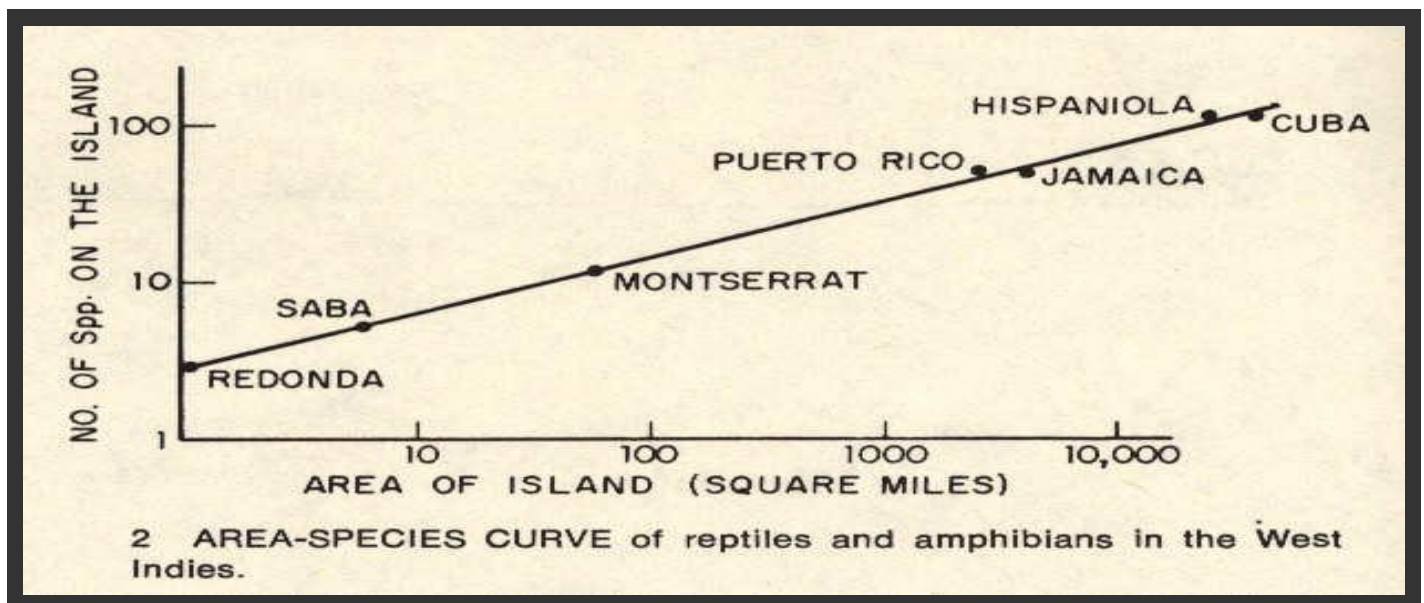 NO. OF Spp. ON THE ISLAND
100
10
1
HISPANIOLA
CUBA
PUERTO RICO
JAMAICA
MONTSERRAT
SABA
REDONDA
10 100 1000 10,000
AREA OF ISLAND (SQUARE MILES)
2 AREA-SPECIES CURVE of reptiles and amphibians in the West
Indies.